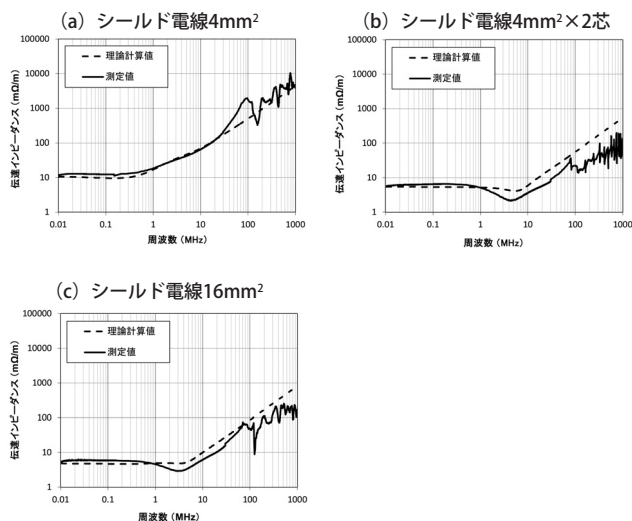 (a) シールド電線4mm²
伝達インピーダンス (mΩ/m)
100000
10000
1000
100
10
1
理論計算値
測定値
0.01 0.1 1 10 100 1000
周波数 (MHz)
(b) シールド電線4mm²×2芯
伝達インピーダンス (mΩ/m)
100000
10000
1000
100
10
1
理論計算値
測定値
0.01 0.1 1 10 100 1000
周波数 (MHz)
(c) シールド電線16mm²
伝達インピーダンス (mΩ/m)
100000
10000
1000
100
10
1
理論計算値
測定値
0.01 0.1 1 10 100 1000
周波数 (MHz)